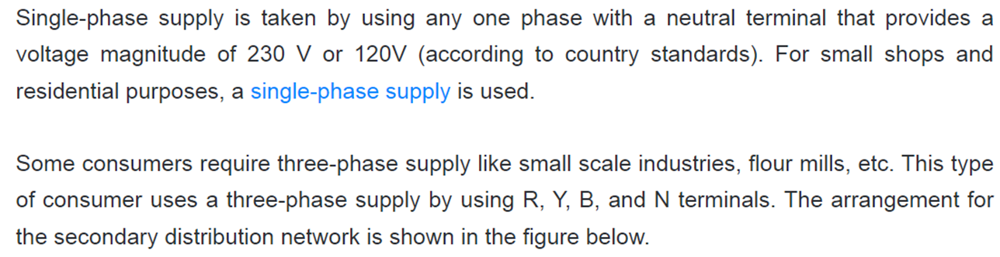 Single-phase supply is taken by using any one phase with a neutral terminal that provides a
voltage magnitude of 230 V or 120V (according to country standards). For small shops and
residential purposes, a single-phase supply is used.
Some consumers require three-phase supply like small scale industries, flour mills, etc. This type
of consumer uses a three-phase supply by using R, Y, B, and N terminals. The arrangement for
the secondary distribution network is shown in the figure below.